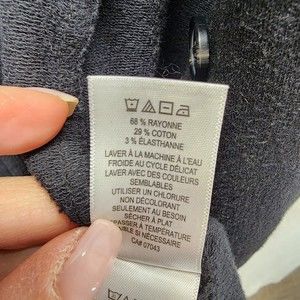 68 % RAYONNE
29 % COTON
3 % ÉLASTHANNE
LAVER À LA MACHINE À L'EAU
FROIDE AU CYCLE DÉLICAT
LAVER AVEC DES COULEURS
SEMBLABLES
UTILISER UN CHLORURE
NON DÉCOLORANT
SEULEMENT AU BESOIN
SÉCHER À PLAT
À TEMPÉRATURE
SI NÉCESSAIRE
CA# 07043